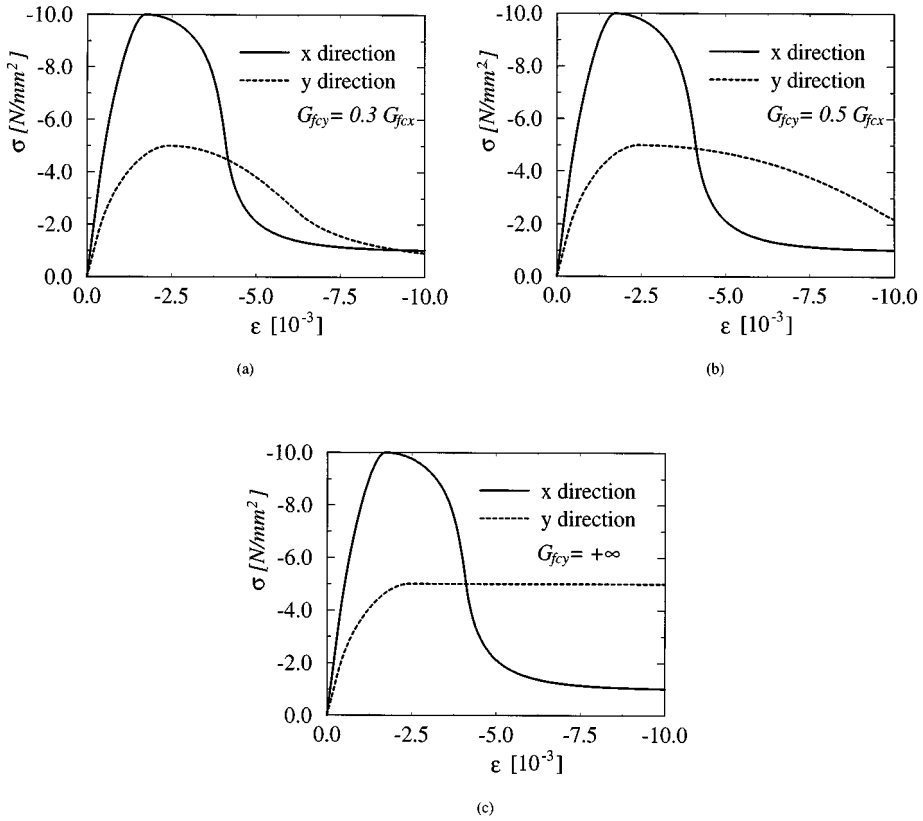 -10.0
-8.0
-6.0
-4.0
-2.0
0.0
σ [N/mm²]
x direction
y direction
G_fcy = 0.3 G_fcx
0.0 -2.5 -5.0 -7.5 -10.0
ε [10⁻³]
(a)
-10.0
-8.0
-6.0
-4.0
-2.0
0.0
σ [N/mm²]
x direction
y direction
G_fcy = 0.5 G_fcx
0.0 -2.5 -5.0 -7.5 -10.0
ε [10⁻³]
(b)
-10.0
-8.0
-6.0
-4.0
-2.0
0.0
σ [N/mm²]
x direction
y direction
G_fcy = +∞
0.0 -2.5 -5.0 -7.5 -10.0
ε [10⁻³]
(c)